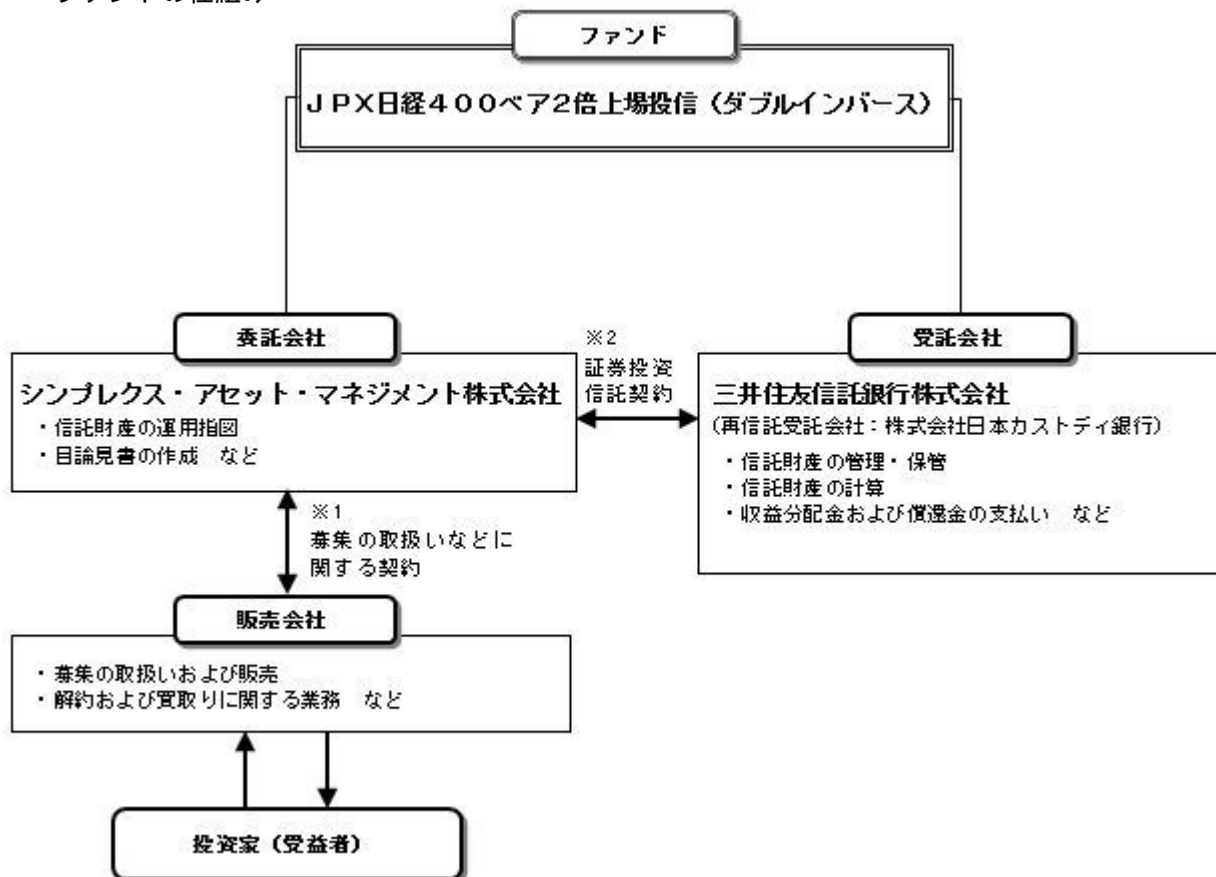 ファンドの仕組み
ファンド
JPX日経400ベア2倍上場投信（ダブルインバース）
委託会社
シンプレクス・アセット・マネジメント株式会社
・信託財産の運用指図
・目論見書の作成 など
※2
証券投資
信託契約
受託会社
三井住友信託銀行株式会社
(再信託受託会社：株式会社日本カストディ銀行)
・信託財産の管理・保管
・信託財産の計算
・収益分配金および償還金の支払い など
※1
募集の取扱いなどに
関する契約
販売会社
・募集の取扱いおよび販売
・解約および買取りに関する業務 など
投資家（受益者）